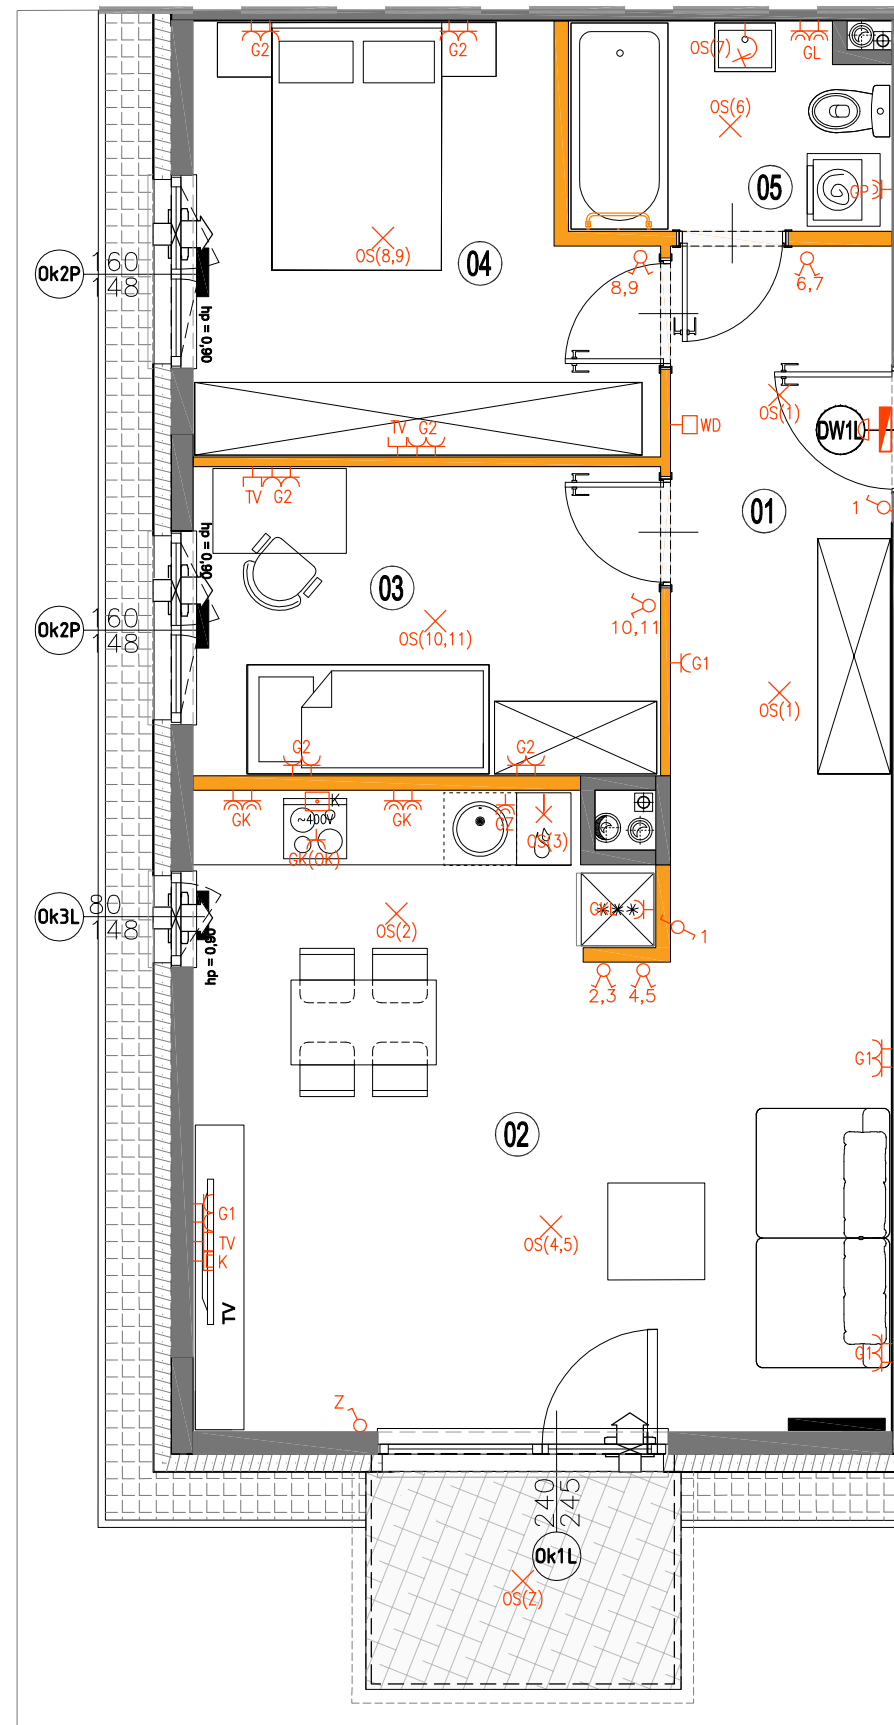 G2
G2
OS(7)
GL
OS(6)
05
GP
OS(8,9)
04
8,9
6,7
Ok2P
160
148
hp = 0,90
OS(1)
DW1L
TV
G2
WD
TV
G2
01
1
hp = 0,90
03
Ok2P
160
148
OS(10,11)
10,11
G1
OS(1)
G2
G2
GK
K
~400V
GK
GZ
OS(3)
GK(OK)
Ok3L
80
148
hp = 0,90
OS(2)
1
2,3
4,5
G1
02
G1
TV
K
TV
OS(4,5)
G1
Z
240
245
Ok1L
OS(Z)